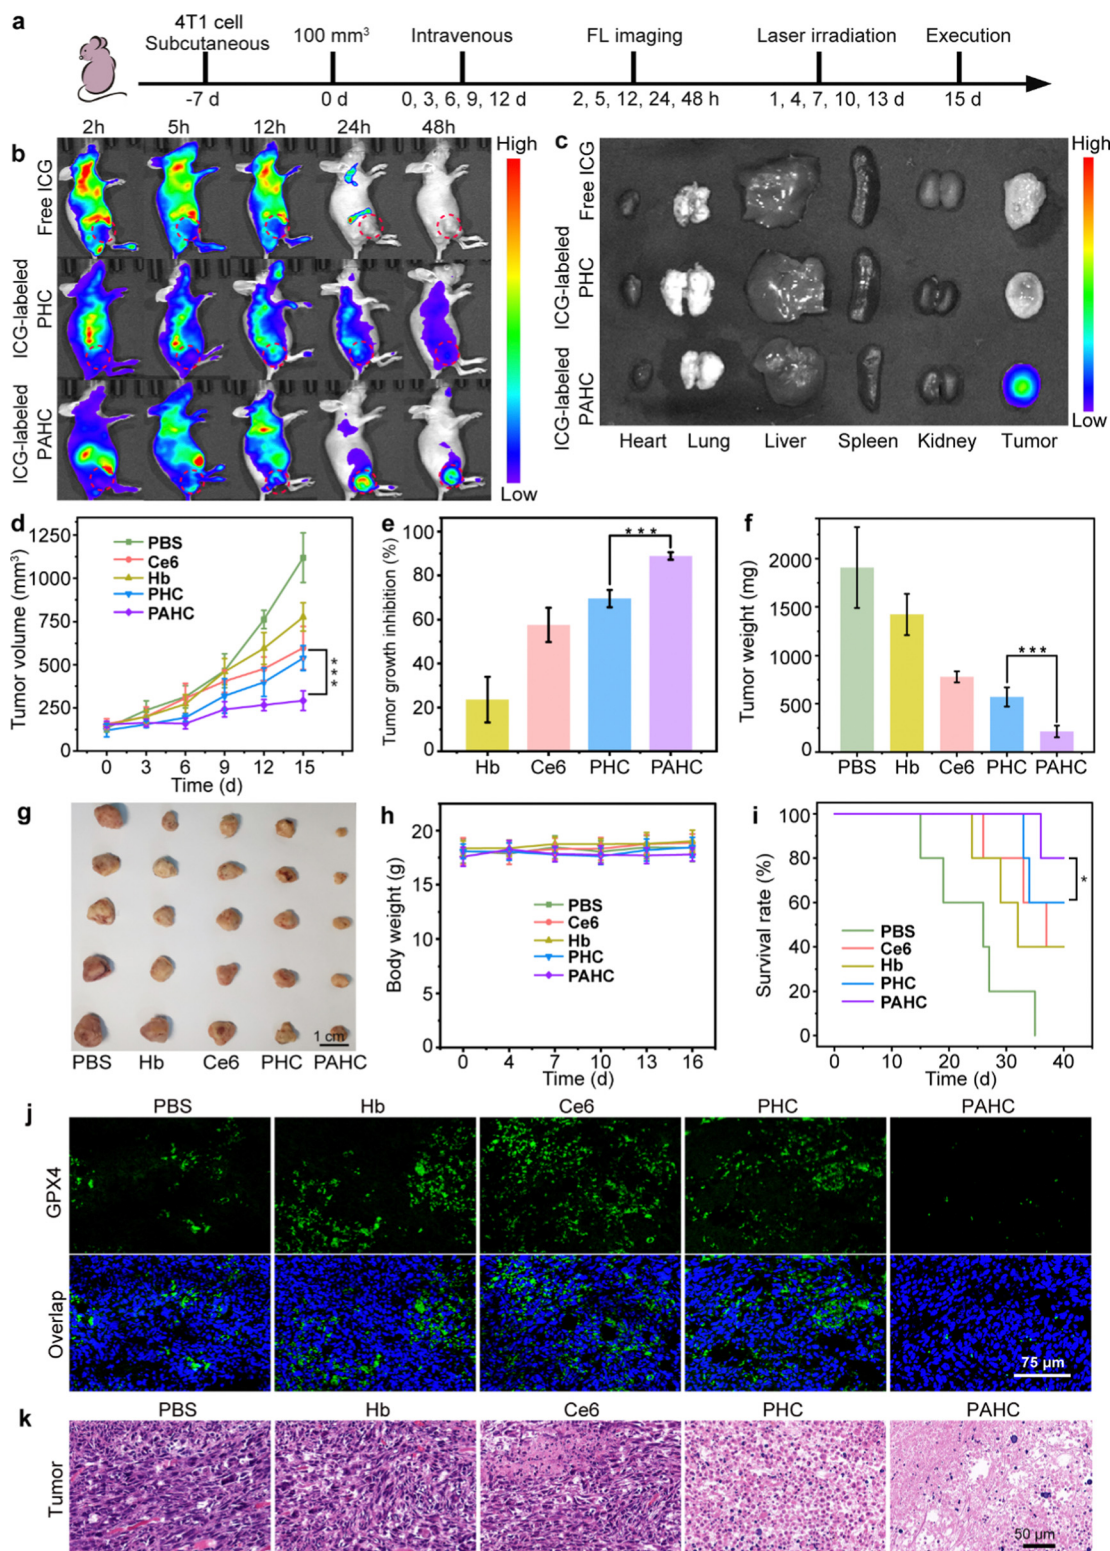 a
4T1 cell
Subcutaneous
100 mm³
Intravenous
FL imaging
Laser irradiation
Execution
-7 d
0 d
0, 3, 6, 9, 12 d
2, 5, 12, 24, 48 h
1, 4, 7, 10, 13 d
15 d
b
2h 5h 12h 24h 48h
Free ICG
ICG-labeled
PHC
ICG-labeled
PAHC
High
Low
c
Free ICG
ICG-labeled
PHC
ICG-labeled
PAHC
Heart Lung Liver Spleen Kidney Tumor
High
Low
d
Tumor volume (mm³)
1250
1000
750
500
250
0
PBS
Ce6
Hb
PHC
PAHC
***
0 3 6 9 12 15
Time (d)
e
Tumor growth inhibition (%)
100
80
60
40
20
0
***
Hb Ce6 PHC PAHC
f
Tumor weight (mg)
2000
1500
1000
500
0
***
PBS Hb Ce6 PHC PAHC
g
1 cm
PBS Hb Ce6 PHC PAHC
h
Body weight (g)
20
15
10
5
0
PBS
Ce6
Hb
PHC
PAHC
0 4 7 10 13 16
Time (d)
i
Survival rate (%)
100
80
60
40
20
0
PBS
Ce6
Hb
PHC
PAHC
*
0 10 20 30 40
Time (d)
j
PBS Hb Ce6 PHC PAHC
GPX4
Overlap
75 µm
k
PBS Hb Ce6 PHC PAHC
Tumor
50 µm